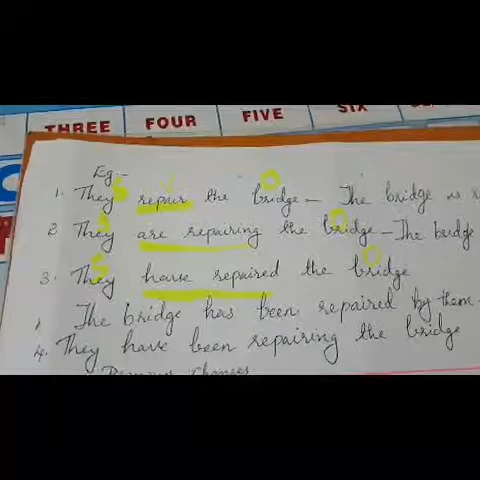 THREE FOUR FIVE SIX
Eg:-
1. They repair the bridge - The bridge is
S V O
2. They are repairing the bridge - The bridge
S O
3. They have repaired the bridge
S O
The bridge has been repaired by them.
4. They have been repairing the bridge
Changes